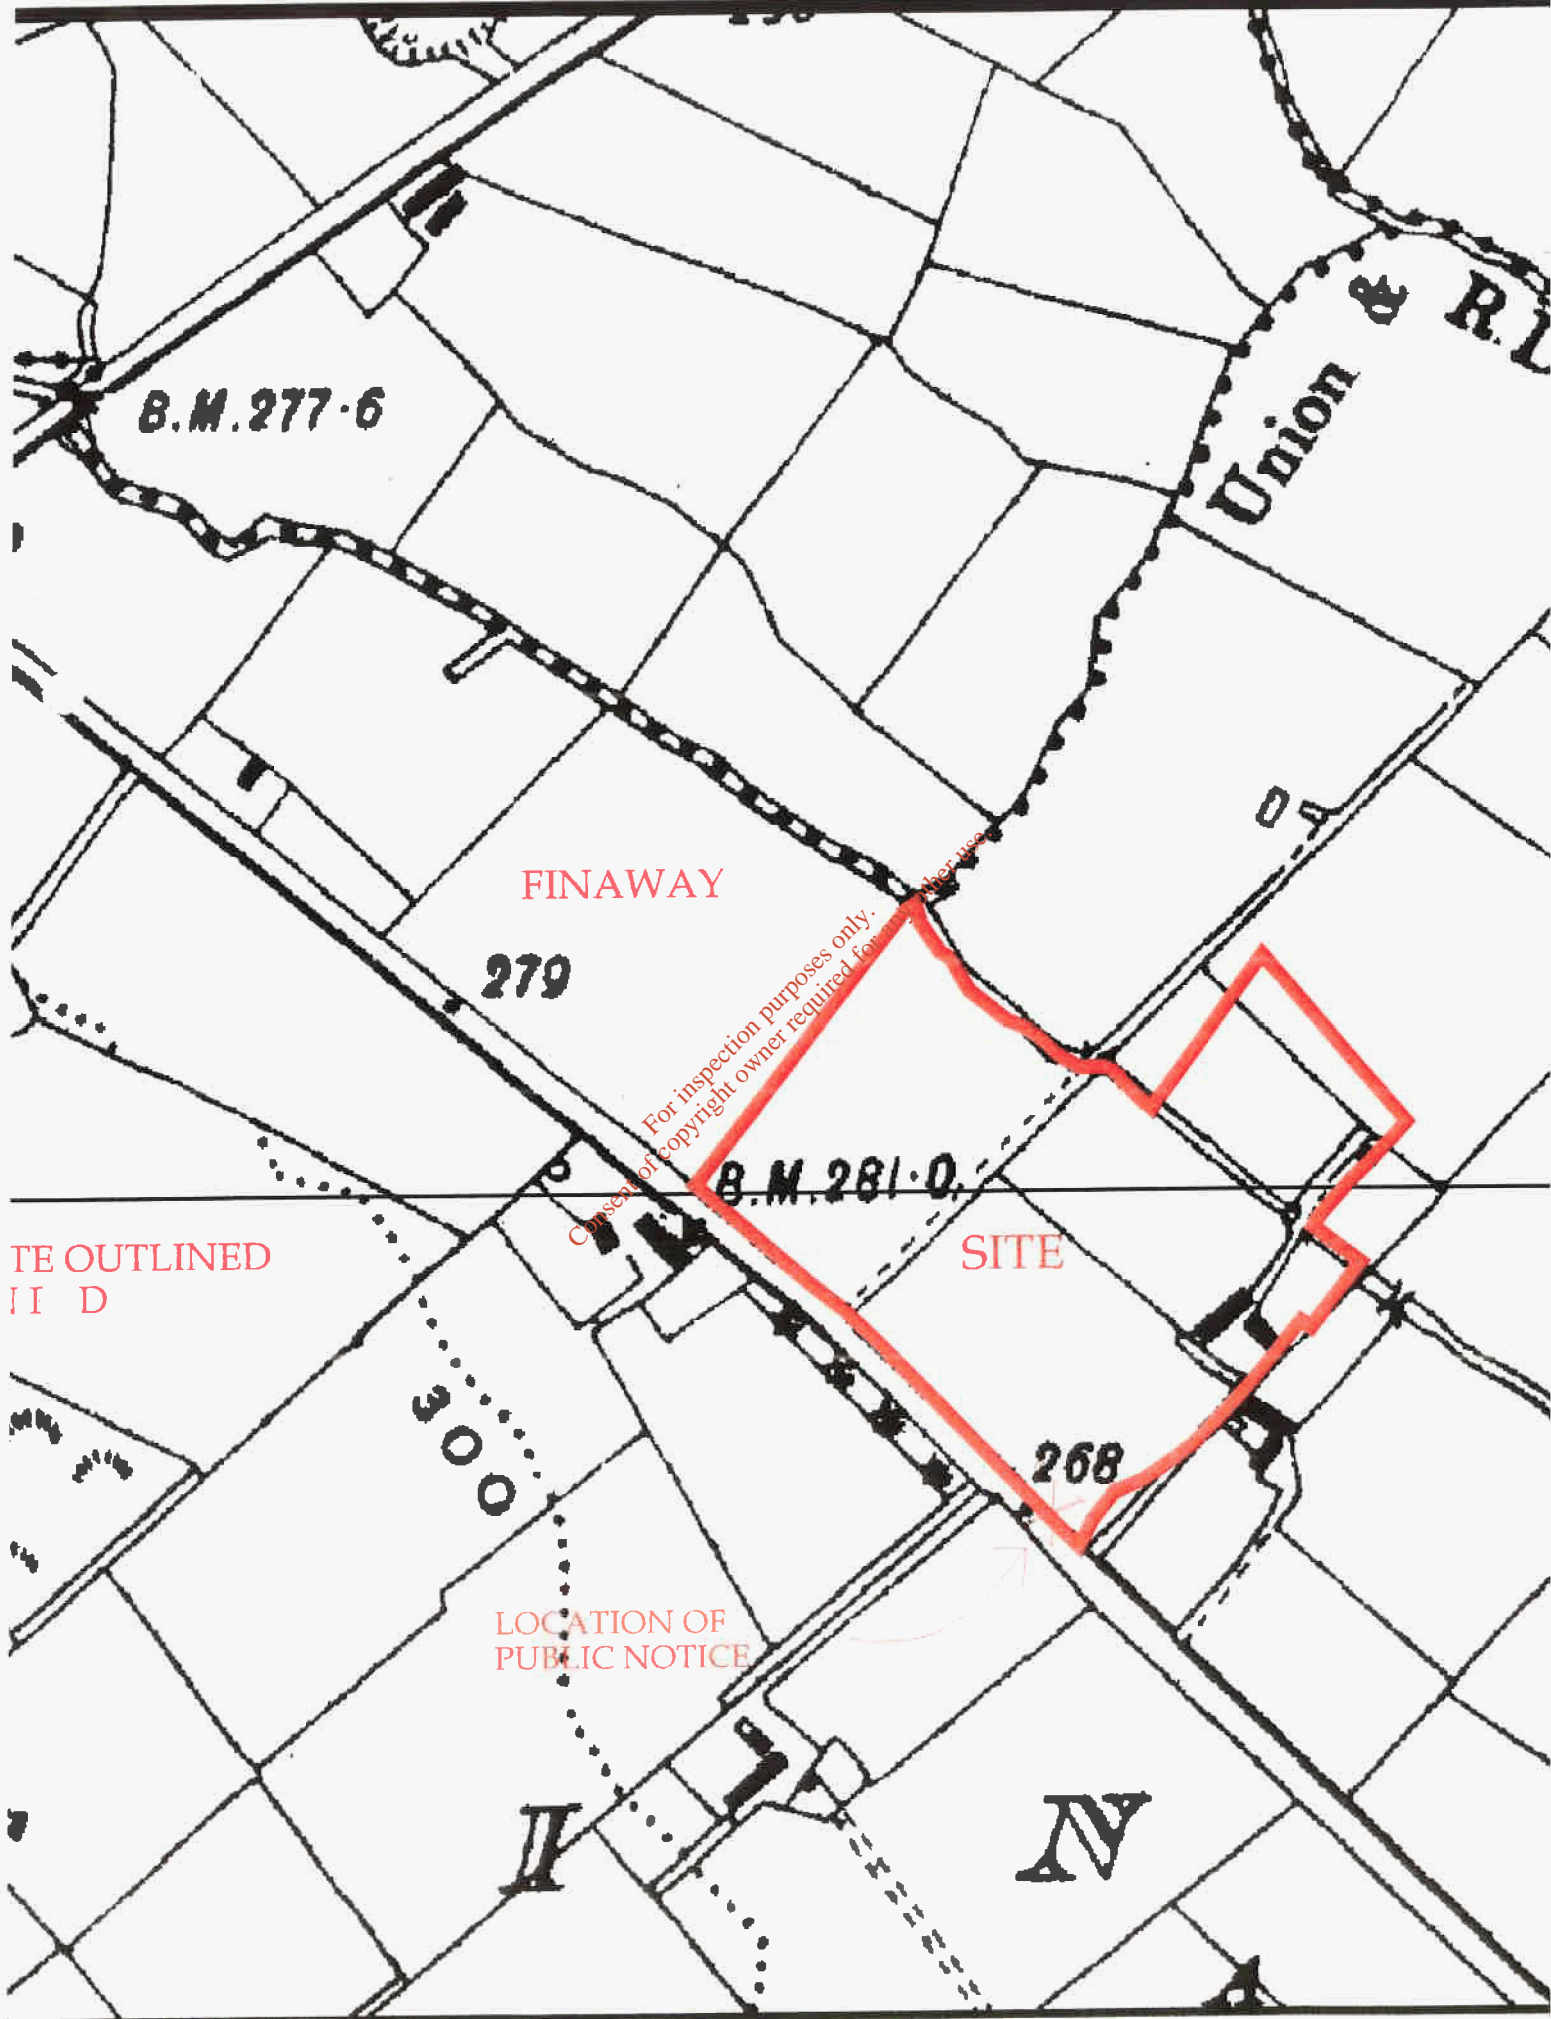 B.M.277·6
Union &
R.
FINAWAY
279
For inspection purposes only.
Consent of copyright owner required for any other use.
B.M.281·0
TE OUTLINED
SITE
D
300
268
LOCATION OF
PUBLIC NOTICE
I
N